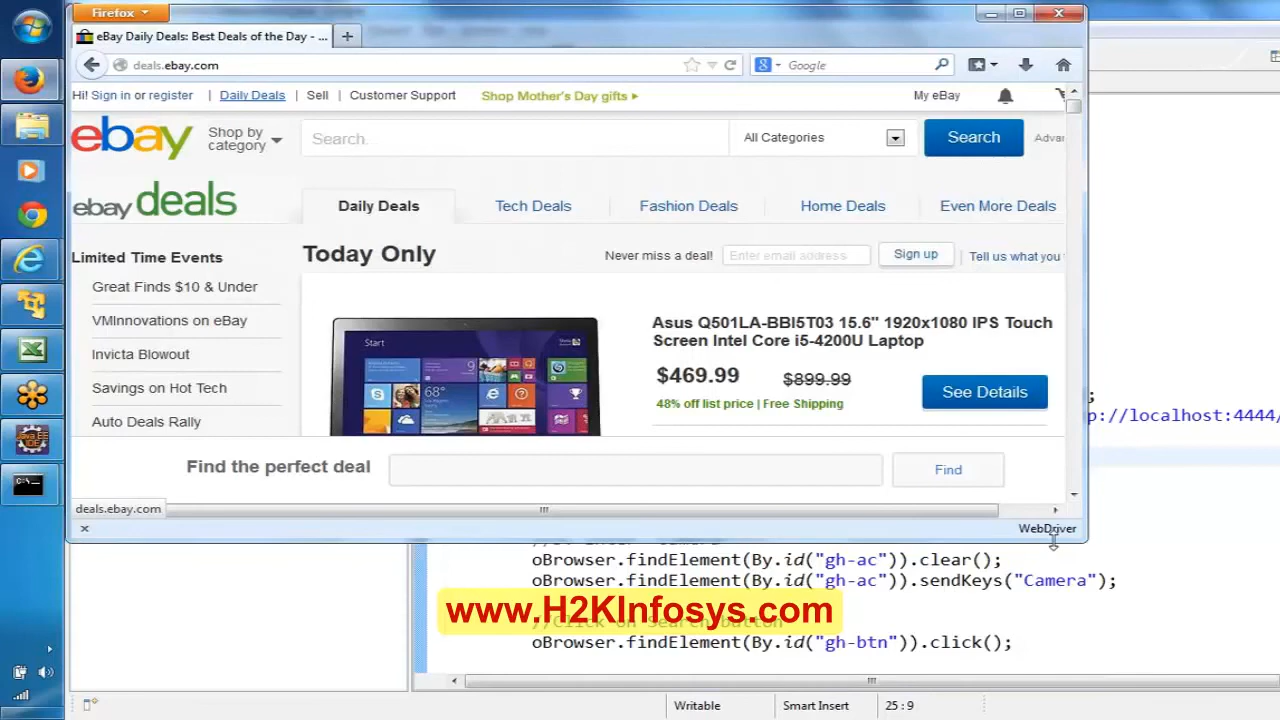 Firefox
eBay Daily Deals: Best Deals of the Day - ...
deals.ebay.com
Google
Hi! Sign in or register | Daily Deals | Sell | Customer Support Shop Mother's Day gifts My eBay
ebay Shop by category Search... All Categories Search
ebay deals
Daily Deals Tech Deals Fashion Deals Home Deals Even More Deals
Limited Time Events
Today Only
Never miss a deal! Enter email address Sign up | Tell us what you
Great Finds $10 & Under
VMInnovations on eBay
Invicta Blowout
Savings on Hot Tech
Auto Deals Rally
Start
68°
Asus Q501LA-BBI5T03 15.6" 1920x1080 IPS Touch
Screen Intel Core i5-4200U Laptop
$469.99 $899.99
48% off list price | Free Shipping
See Details
;
p://localhost:4444/
Find the perfect deal Find
deals.ebay.com
WebDriver
oBrowser.findElement(By.id("gh-ac")).clear();
oBrowser.findElement(By.id("gh-ac")).sendKeys("Camera");
www.H2KInfosys.com
//Click on Search Button
oBrowser.findElement(By.id("gh-btn")).click();
Writable Smart Insert 25 : 9